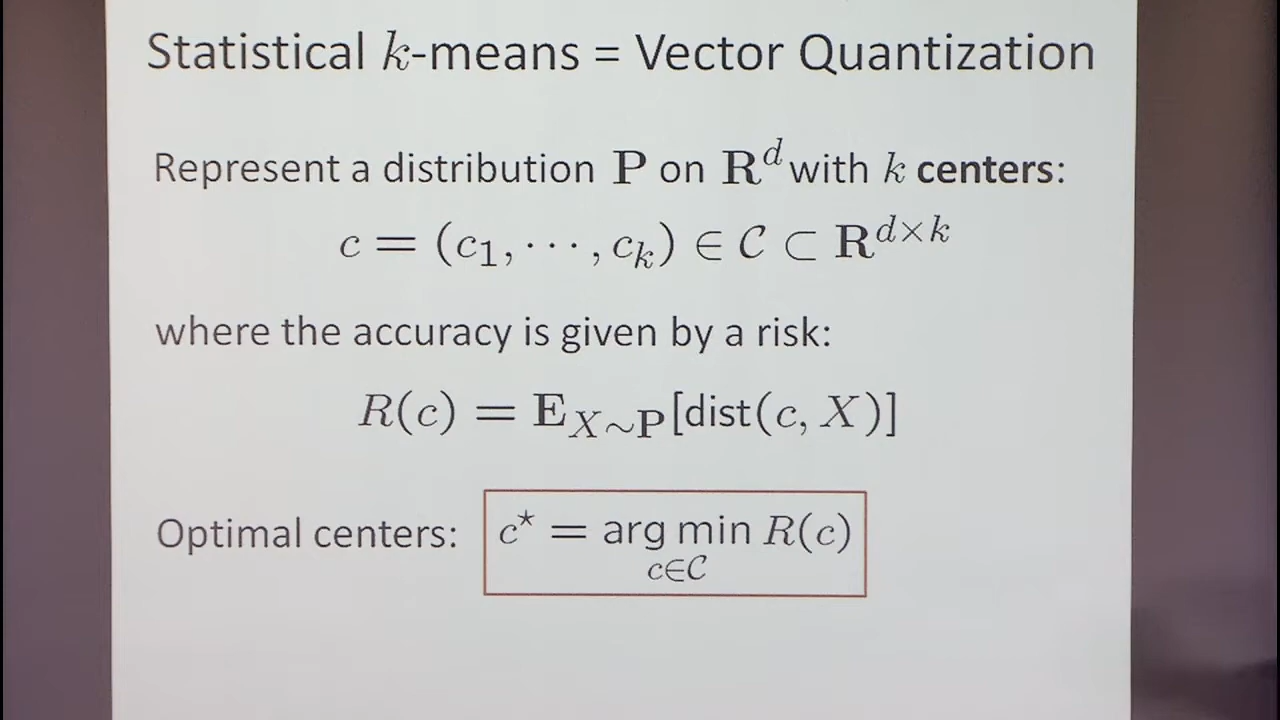 Statistical k-means = Vector Quantization
Represent a distribution P on R^d with k centers:
c = (c_1, ⋯, c_k) ∈ 𝒞 ⊂ R^{d×k}
where the accuracy is given by a risk:
R(c) = E_{X∼P}[dist(c, X)]
Optimal centers: c^⋆ = arg min R(c)
c∈𝒞